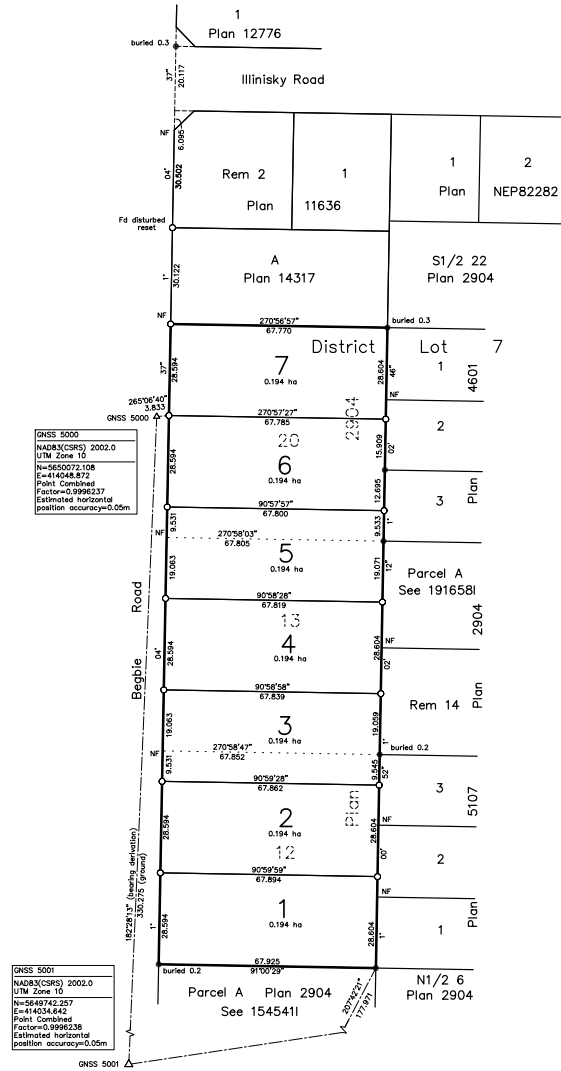 1
Plan 12776
buried 0.3
37"
20.117
Illinisky Road
NF
6.095
04'
30.502
Rem 2
1
Plan
11636
1
2
Plan
NEP82282
Fd disturbed
reset
1°
30.122
A
Plan 14317
S1/2 22
Plan 2904
NF
270°56'57"
67.770
buried 0.3
District Lot 7
37"
28.594
7
0.194 ha
28.604
46"
1
4601
NF
265°06'40"
3.833
GNSS 5000
270°57'27"
67.785
2904
20
2
GNSS 5000
NAD83(CSRS) 2002.0
UTM Zone 10
N=5650072.108
E=414048.872
Point Combined
Factor=0.9996237
Estimated horizontal
position accuracy=0.05m
28.594
6
0.194 ha
15.909
02'
12.695
3
Plan
90°57'57"
67.800
9.531
9.533
1°
NF
270°58'03"
67.805
5
0.194 ha
19.063
19.071
12"
Parcel A
See 191658I
2904
90°58'28"
67.819
13
Begbie Road
04'
28.594
4
0.194 ha
28.604
02'
NF
90°58'58"
67.839
Rem 14
Plan
19.063
3
0.194 ha
19.059
1°
NF
270°58'47"
67.852
buried 0.2
9.531
9.545
52"
90°59'28"
67.862
3
5107
28.594
2
0.194 ha
plan
28.604
00'
NF
12
2
90°59'59"
67.894
182°28'13" (bearing derivation)
330.275 (ground)
NF
1°
28.594
1
0.194 ha
28.604
1°
1
Plan
67.925
91°00'29"
buried 0.2
GNSS 5001
NAD83(CSRS) 2002.0
UTM Zone 10
N=5649742.257
E=414034.642
Point Combined
Factor=0.9996238
Estimated horizontal
position accuracy=0.05m
Parcel A Plan 2904
See 154541I
207°42'21"
177.971
N1/2 6
Plan 2904
GNSS 5001